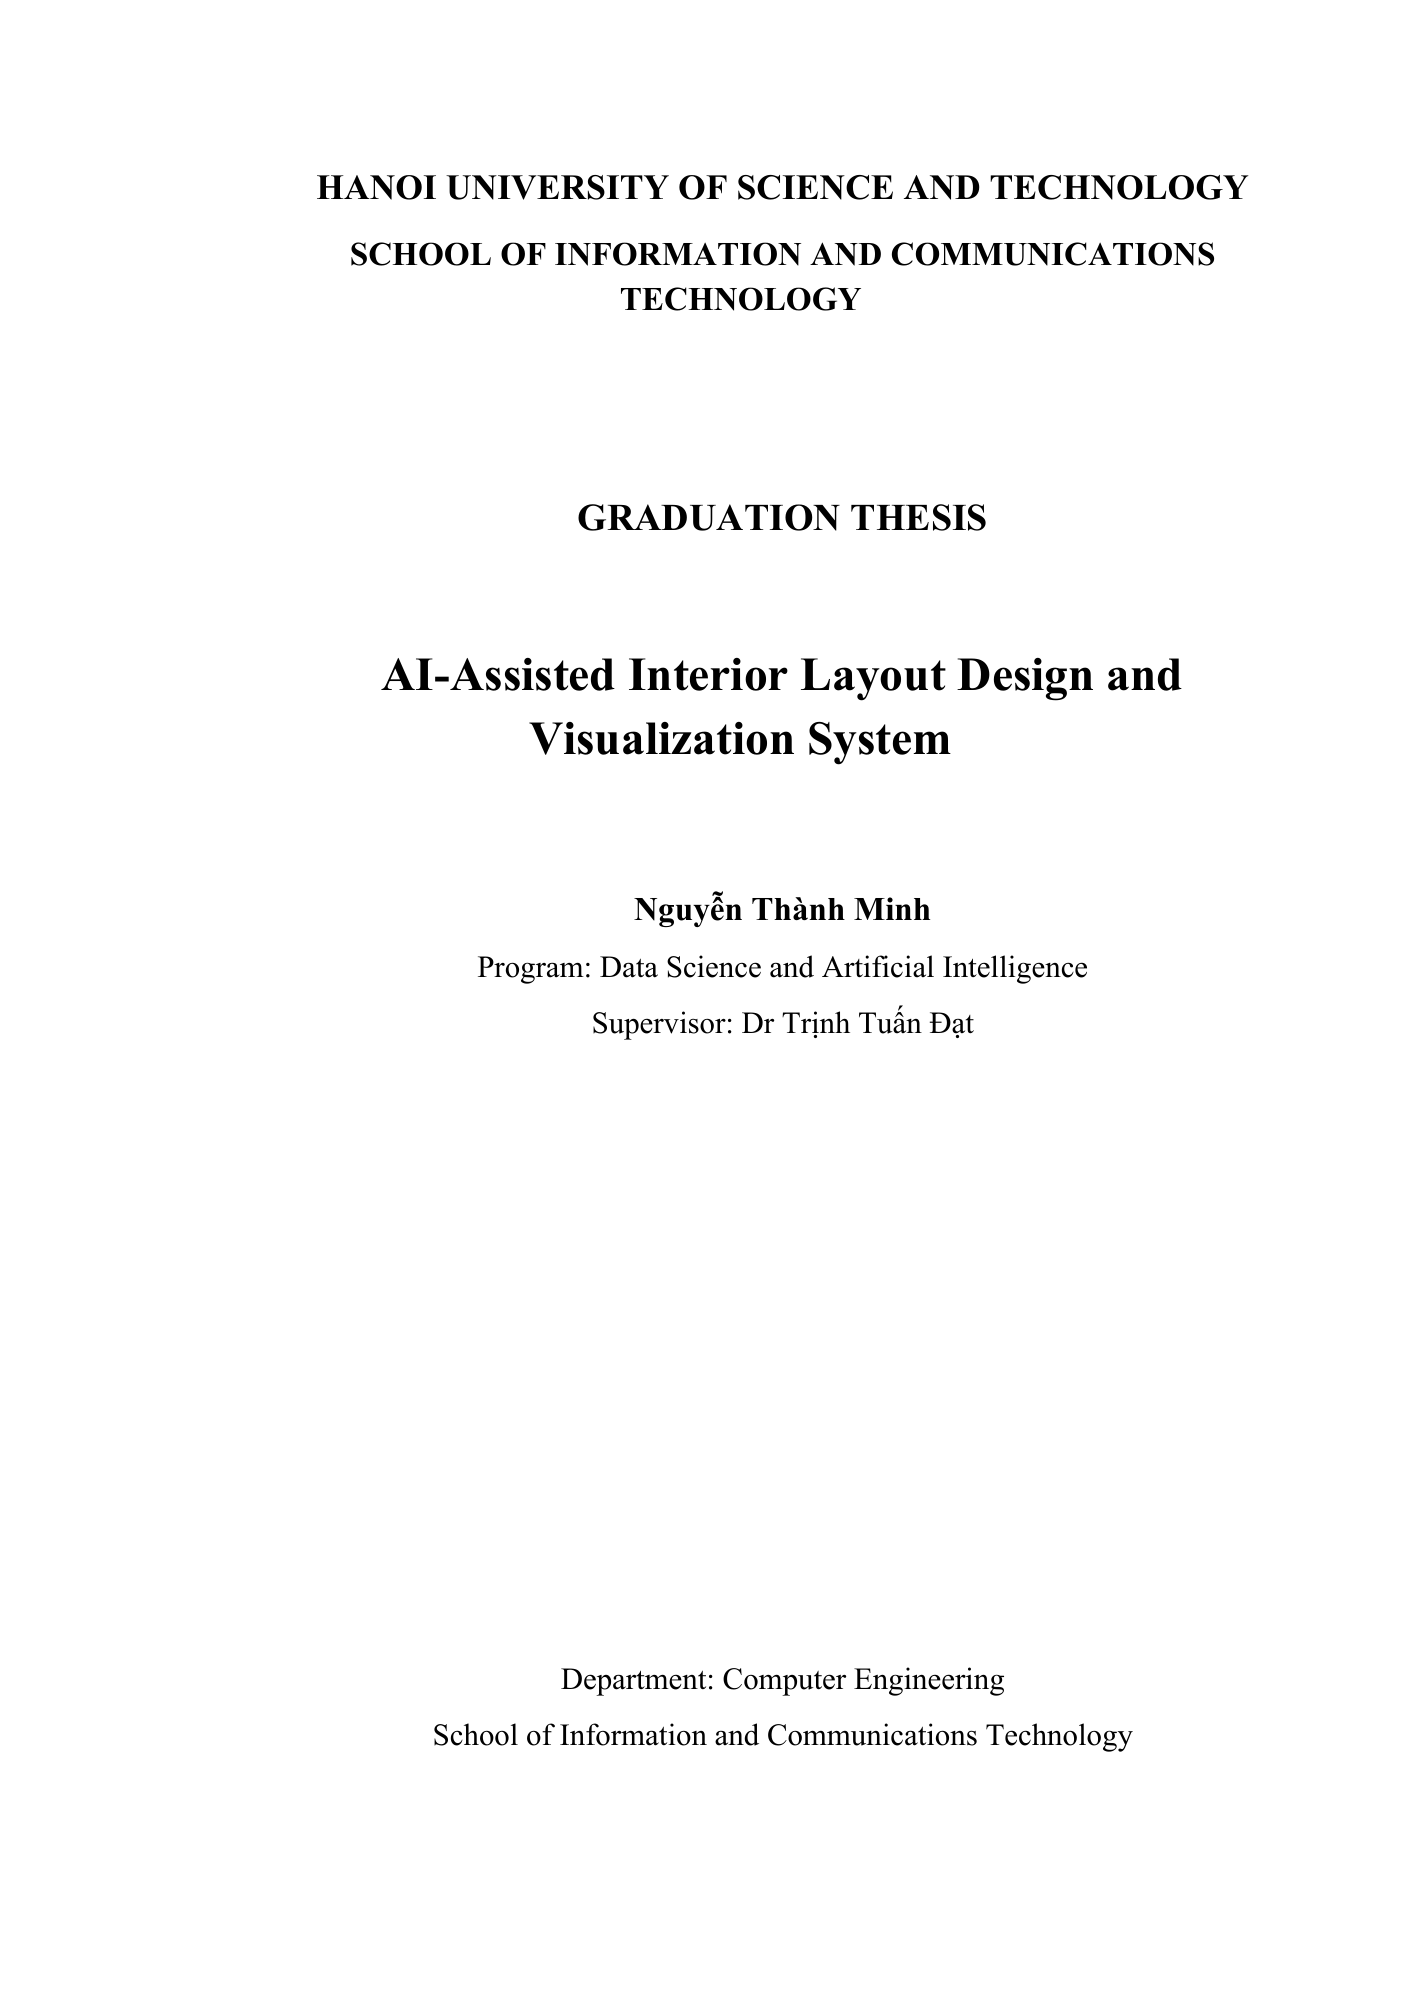 HANOI UNIVERSITY OF SCIENCE AND TECHNOLOGY
SCHOOL OF INFORMATION AND COMMUNICATIONS
TECHNOLOGY
GRADUATION THESIS
AI-Assisted Interior Layout Design and
Visualization System
Nguyễn Thành Minh
Program: Data Science and Artificial Intelligence
Supervisor: Dr Trịnh Tuấn Đạt
Department: Computer Engineering
School of Information and Communications Technology